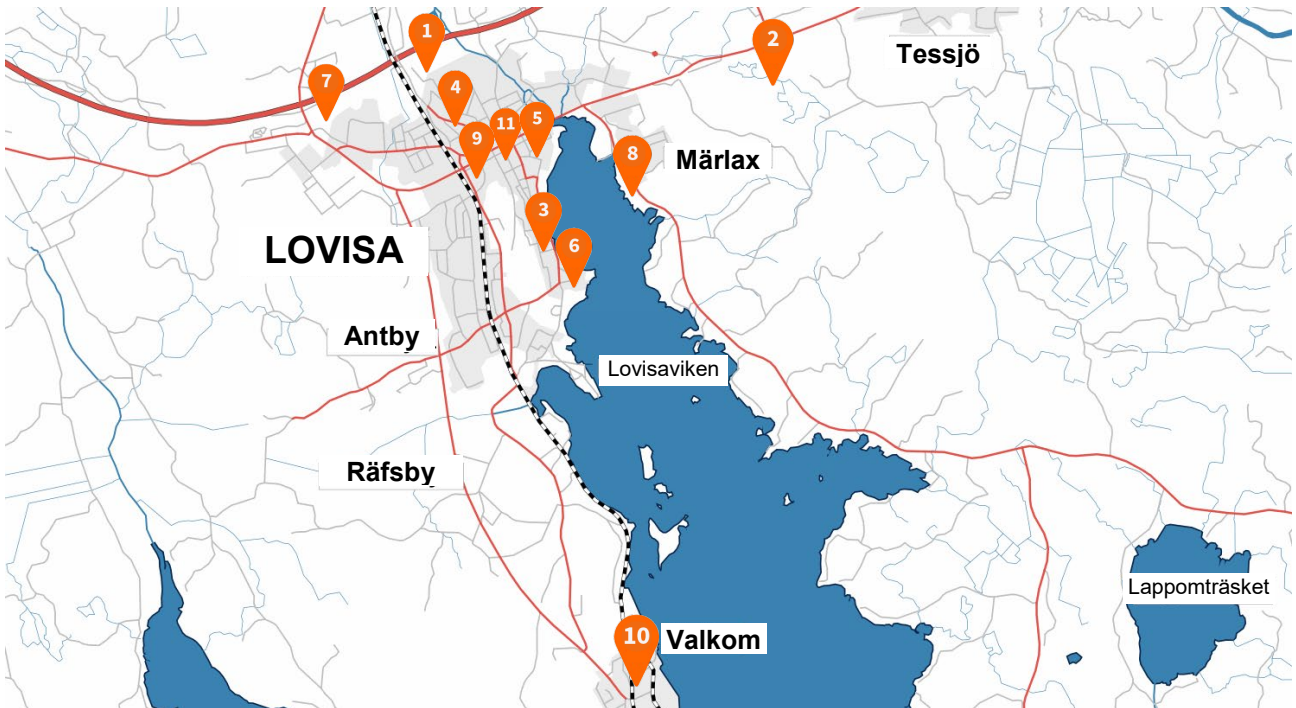 1
2
Tessjö
7
4
11
5
9
8
Märlax
3
LOVISA
6
Antby
Lovisaviken
Räfsby
Lappomträsket
10
Valkom